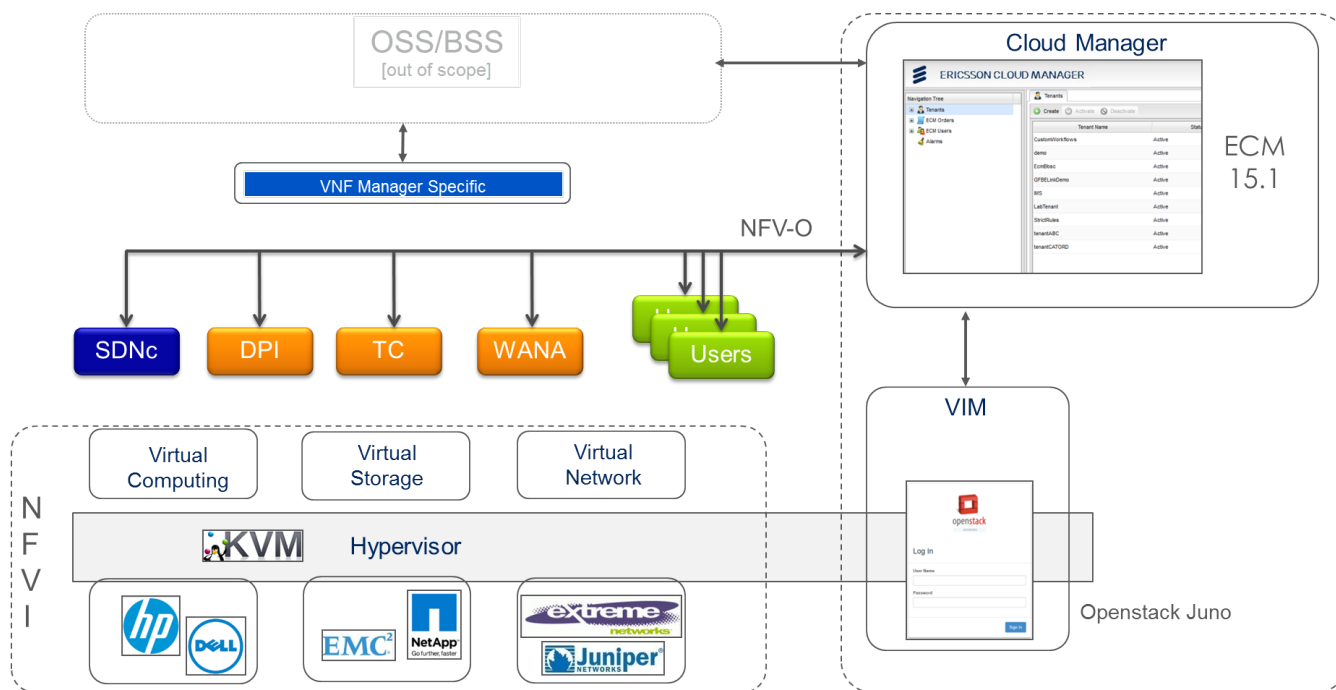 OSS/BSS
[out of scope]
Cloud Manager
ERICSSON CLOUD MANAGER
Navigation Tree
Tenants
ECM Orders
ECM Users
Alarms
Tenants
Create Activate Deactivate
Tenant Name
CustomWorkflows Active
demo Active
Active
Active
Active
LabTenant Active
StrictRules Active
tenantABC Active
tenantCATORD Active
ECM
15.1
VNF Manager Specific
NFV-O
SDNc
DPI
TC
WANA
Users
VIM
openstack
Log In
User Name
Password
Sign In
Openstack Juno
NFVI
Virtual
Computing
Virtual
Storage
Virtual
Network
KVM
Hypervisor
hp
DELL
EMC²
NetApp
Go further, faster
extreme
networks
Juniper
NETWORKS